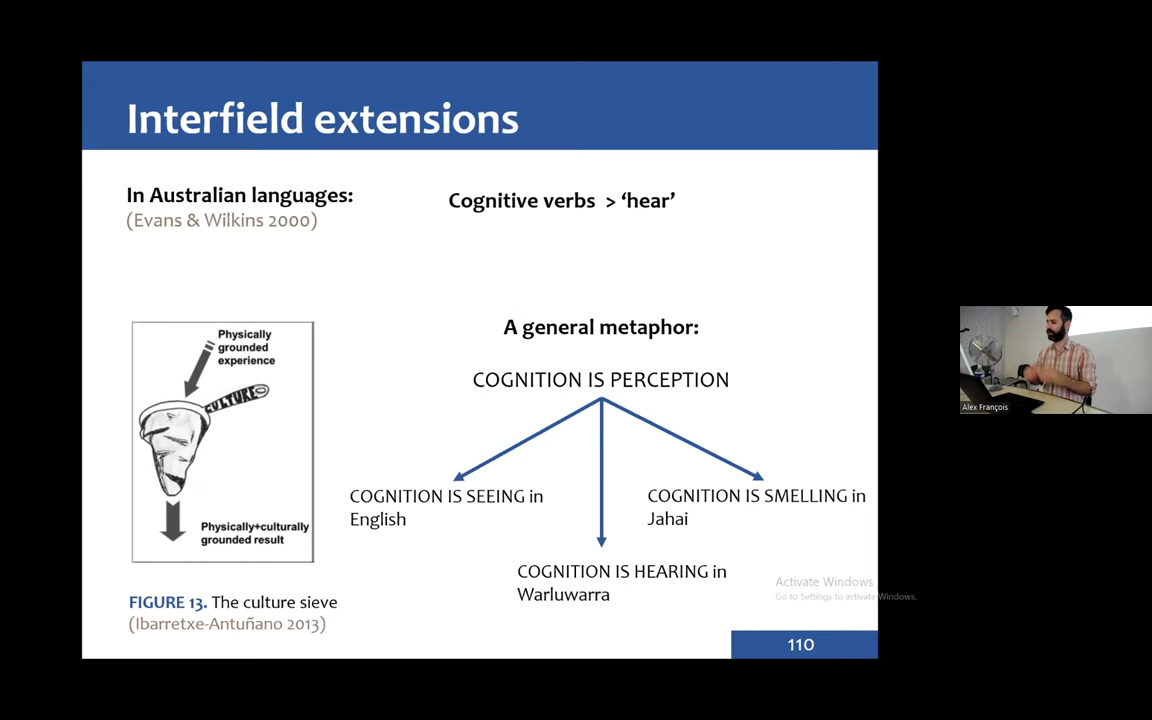 Interfield extensions
In Australian languages:
(Evans & Wilkins 2000)
Cognitive verbs > ‘hear’
A general metaphor:
COGNITION IS PERCEPTION
COGNITION IS SEEING in
English
COGNITION IS HEARING in
Warluwarra
COGNITION IS SMELLING in
Jahai
Physically
grounded
experience
CULTURE
Physically+culturally
grounded result
FIGURE 13. The culture sieve
(Ibarretxe-Antuñano 2013)
Activate Windows
Go to Settings to activate Windows.
110
Alex François